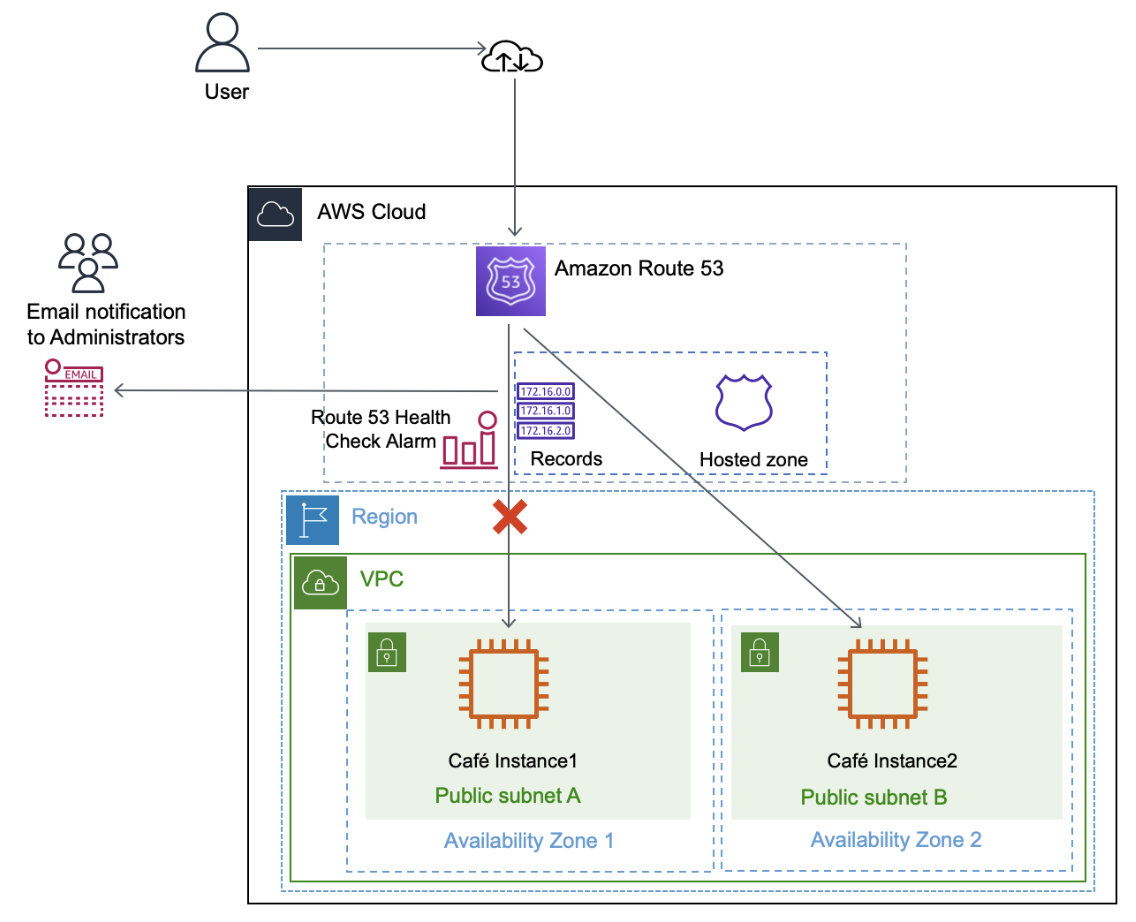 User
AWS Cloud
Amazon Route 53
53
Email notification
to Administrators
EMAIL
172.16.0.0
172.16.1.0
172.16.2.0
Route 53 Health
Check Alarm
Records
Hosted zone
Region
VPC
Café Instance1
Public subnet A
Availability Zone 1
Café Instance2
Public subnet B
Availability Zone 2